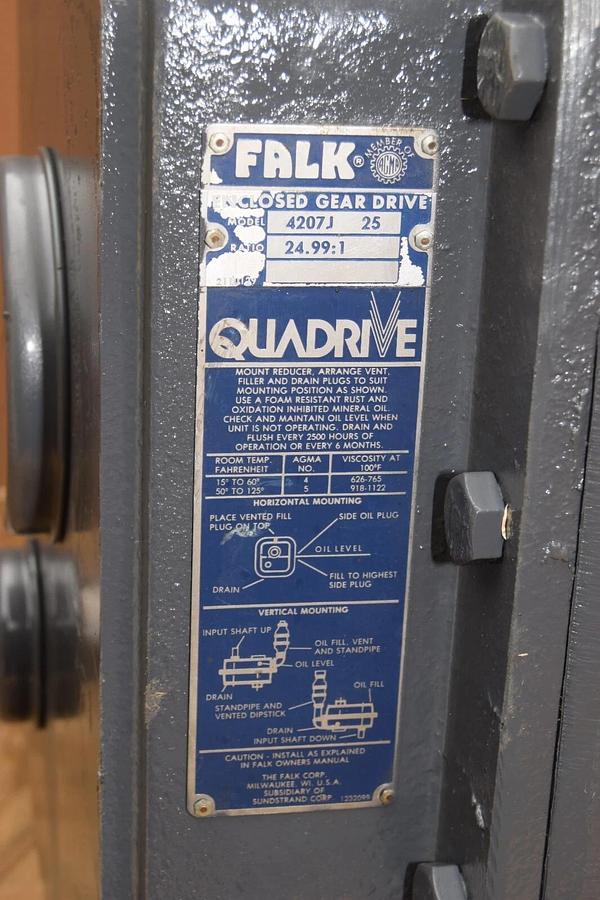 FALK®
MEMBER OF
AGMA
ENCLOSED GEAR DRIVE
MODEL 4207J 25
RATIO 24.99:1
QUADRIVE
MOUNT REDUCER, ARRANGE VENT,
FILLER AND DRAIN PLUGS TO SUIT
MOUNTING POSITION AS SHOWN.
USE A FOAM RESISTANT RUST AND
OXIDATION INHIBITED MINERAL OIL.
CHECK AND MAINTAIN OIL LEVEL WHEN
UNIT IS NOT OPERATING. DRAIN AND
FLUSH EVERY 2500 HOURS OF
OPERATION OR EVERY 6 MONTHS.
ROOM TEMP. FAHRENHEIT AGMA NO. VISCOSITY AT 100°F
15° TO 60° 4 626-765
50° TO 125° 5 918-1122
HORIZONTAL MOUNTING
PLACE VENTED FILL
PLUG ON TOP
SIDE OIL PLUG
OIL LEVEL
DRAIN
FILL TO HIGHEST
SIDE PLUG
VERTICAL MOUNTING
INPUT SHAFT UP
OIL FILL, VENT
AND STANDPIPE
OIL LEVEL
DRAIN
OIL FILL
STANDPIPE AND
VENTED DIPSTICK
DRAIN
INPUT SHAFT DOWN
CAUTION - INSTALL AS EXPLAINED
IN FALK OWNERS MANUAL
THE FALK CORP.
MILWAUKEE, WI. U.S.A.
SUBSIDIARY OF
SUNDSTRAND CORP. 1232098